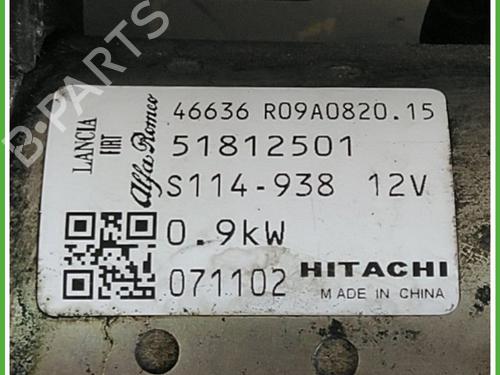 B-PARTS
LANCIA
FIAT
Alfa Romeo
46636 R09A0820.15
51812501
S114-938 12V
0.9kW
071102 HITACHI
MADE IN CHINA